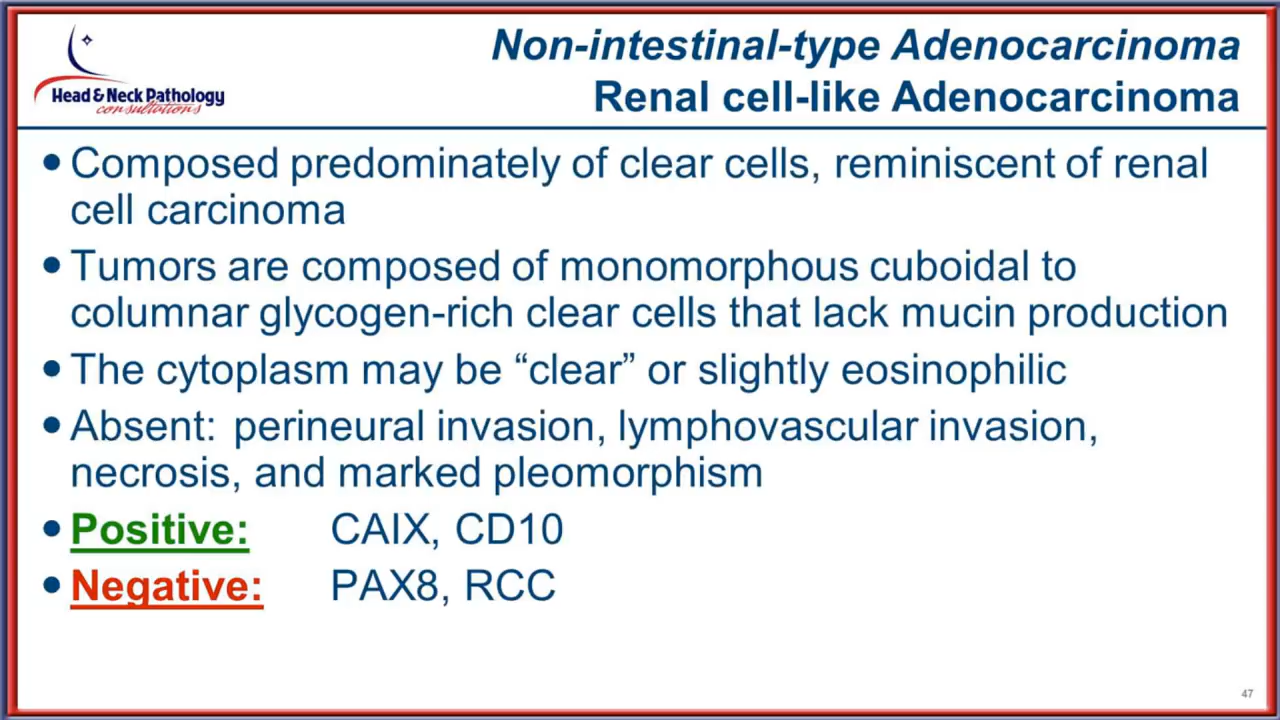 Head & Neck Pathology
consultations
Non-intestinal-type Adenocarcinoma
Renal cell-like Adenocarcinoma
• Composed predominately of clear cells, reminiscent of renal
cell carcinoma
• Tumors are composed of monomorphous cuboidal to
columnar glycogen-rich clear cells that lack mucin production
• The cytoplasm may be “clear” or slightly eosinophilic
• Absent: perineural invasion, lymphovascular invasion,
necrosis, and marked pleomorphism
• Positive: CAIX, CD10
• Negative: PAX8, RCC
47